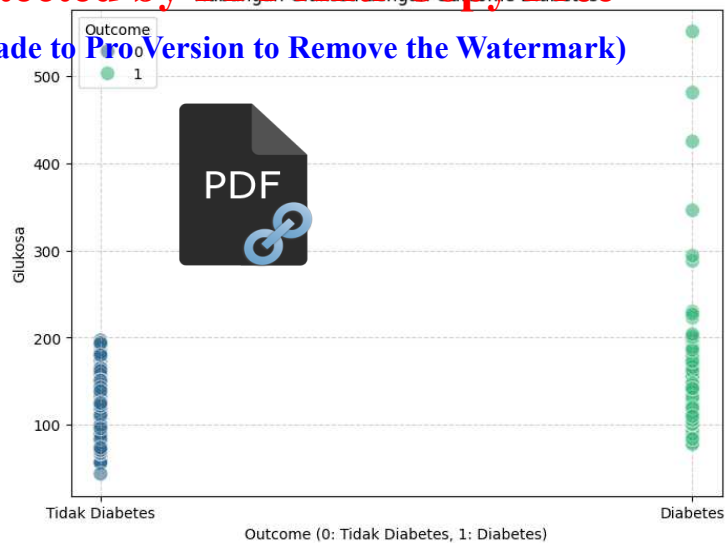 (ade to Pro Version to Remove the Watermark)
Outcome
0
1
PDF
500
400
300
200
100
Glukosa
Tidak Diabetes
Diabetes
Outcome (0: Tidak Diabetes, 1: Diabetes)